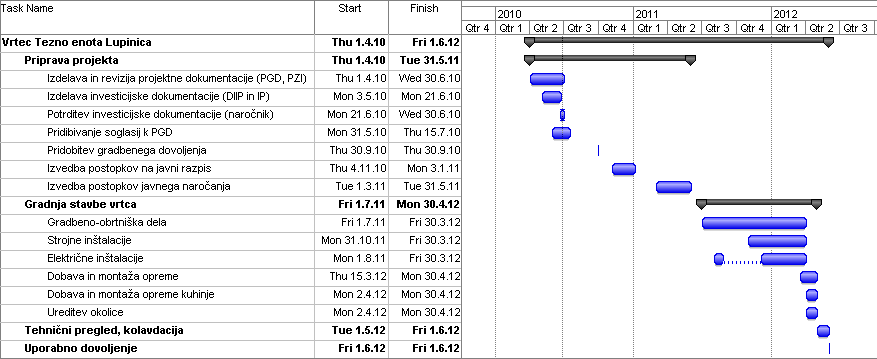 Task Name Start Finish 2010 2011 2012
Qtr 4 Qtr 1 Qtr 2 Qtr 3 Qtr 4 Qtr 1 Qtr 2 Qtr 3 Qtr 4 Qtr 1 Qtr 2 Qtr 3
Vrtec Tezno enota Lupinica Thu 1.4.10 Fri 1.6.12
Priprava projekta Thu 1.4.10 Tue 31.5.11
Izdelava in revizija projektne dokumentacije (PGD, PZI) Thu 1.4.10 Wed 30.6.10
Izdelava investicijske dokumentacije (DIIP in IP) Mon 3.5.10 Mon 21.6.10
Potrditev investicijske dokumentacije (naročnik) Mon 21.6.10 Wed 30.6.10
Pridibivanje soglasij k PGD Mon 31.5.10 Thu 15.7.10
Pridobitev gradbenega dovoljenja Thu 30.9.10 Thu 30.9.10
Izvedba postopkov na javni razpis Thu 4.11.10 Mon 3.1.11
Izvedba postopkov javnega naročanja Tue 1.3.11 Tue 31.5.11
Gradnja stavbe vrtca Fri 1.7.11 Mon 30.4.12
Gradbeno-obrtniška dela Fri 1.7.11 Fri 30.3.12
Strojne inštalacije Mon 31.10.11 Fri 30.3.12
Električne inštalacije Mon 1.8.11 Fri 30.3.12
Dobava in montaža opreme Thu 15.3.12 Mon 30.4.12
Dobava in montaža opreme kuhinje Mon 2.4.12 Mon 30.4.12
Ureditev okolice Mon 2.4.12 Mon 30.4.12
Tehnični pregled, kolavdacija Tue 1.5.12 Fri 1.6.12
Uporabno dovoljenje Fri 1.6.12 Fri 1.6.12